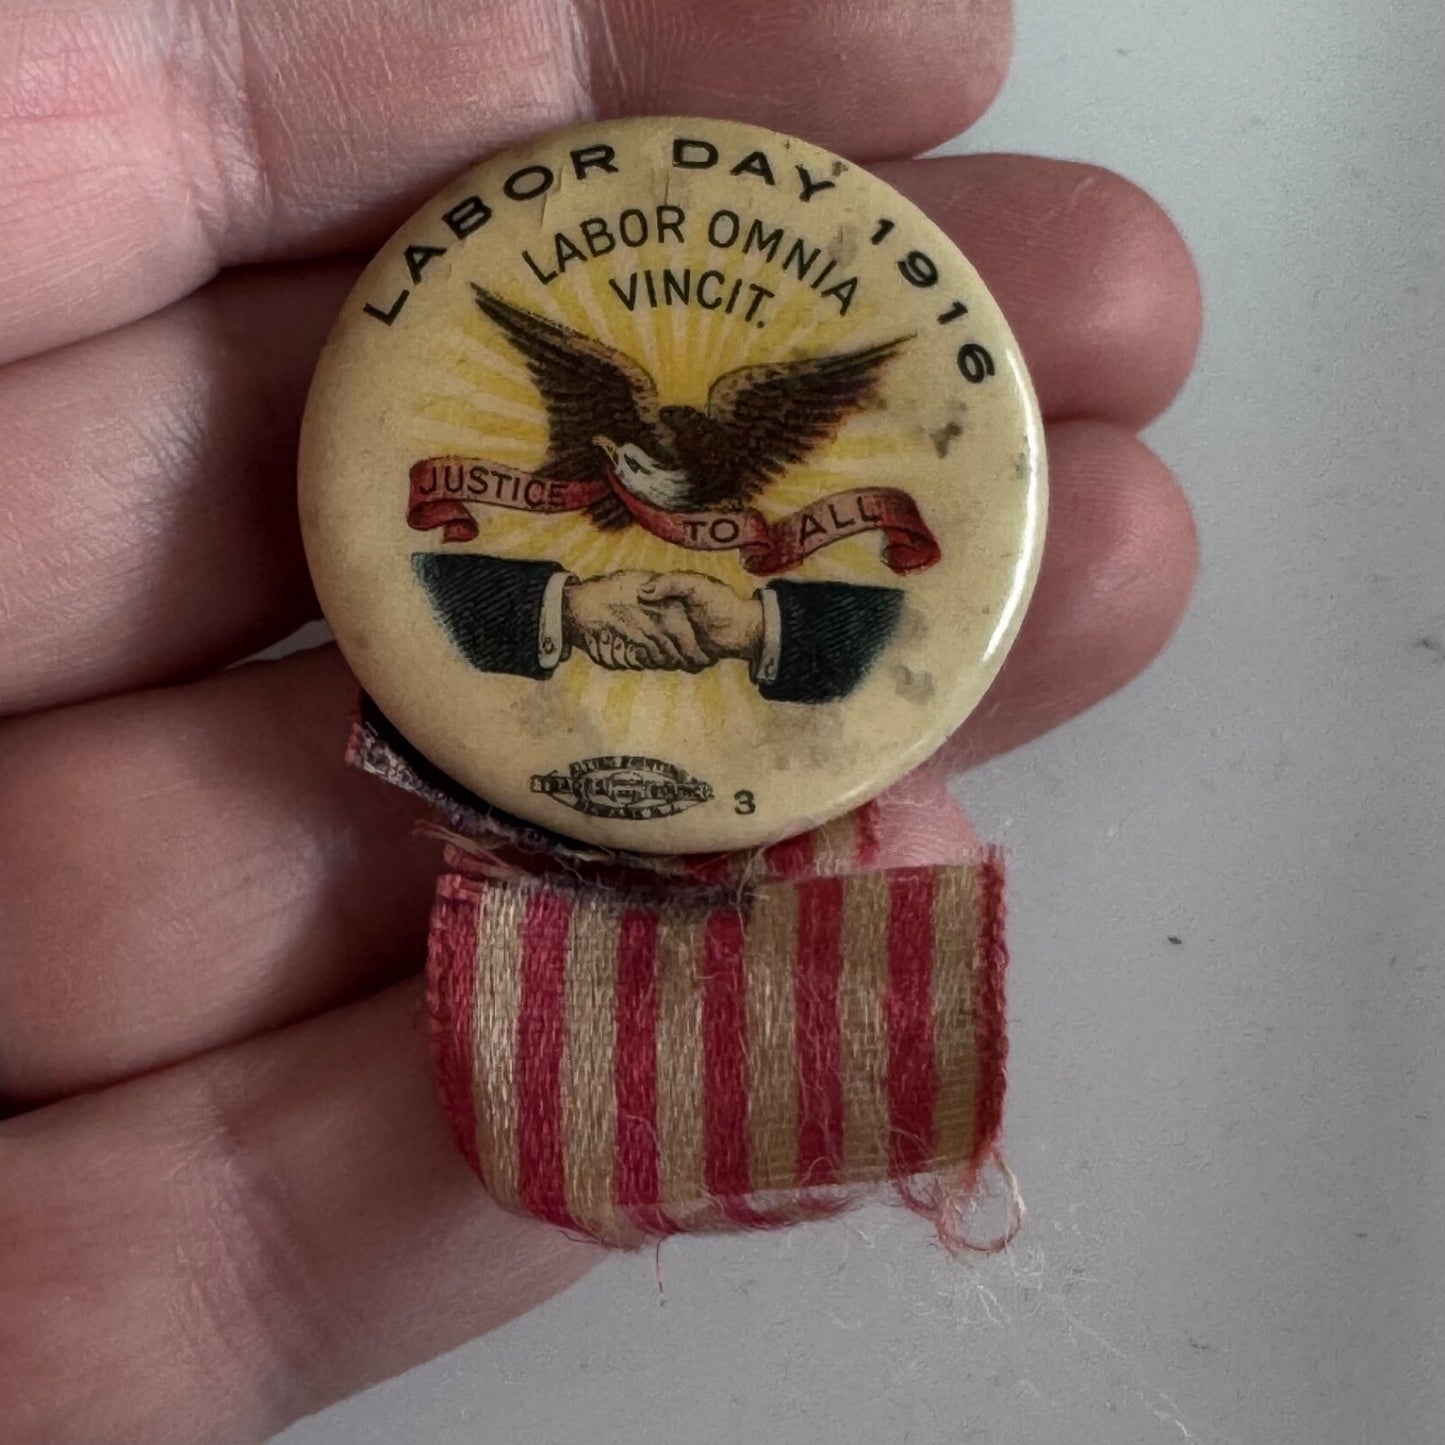 LABOR DAY 1916
LABOR OMNIA
VINCIT.
JUSTICE TO ALL
3